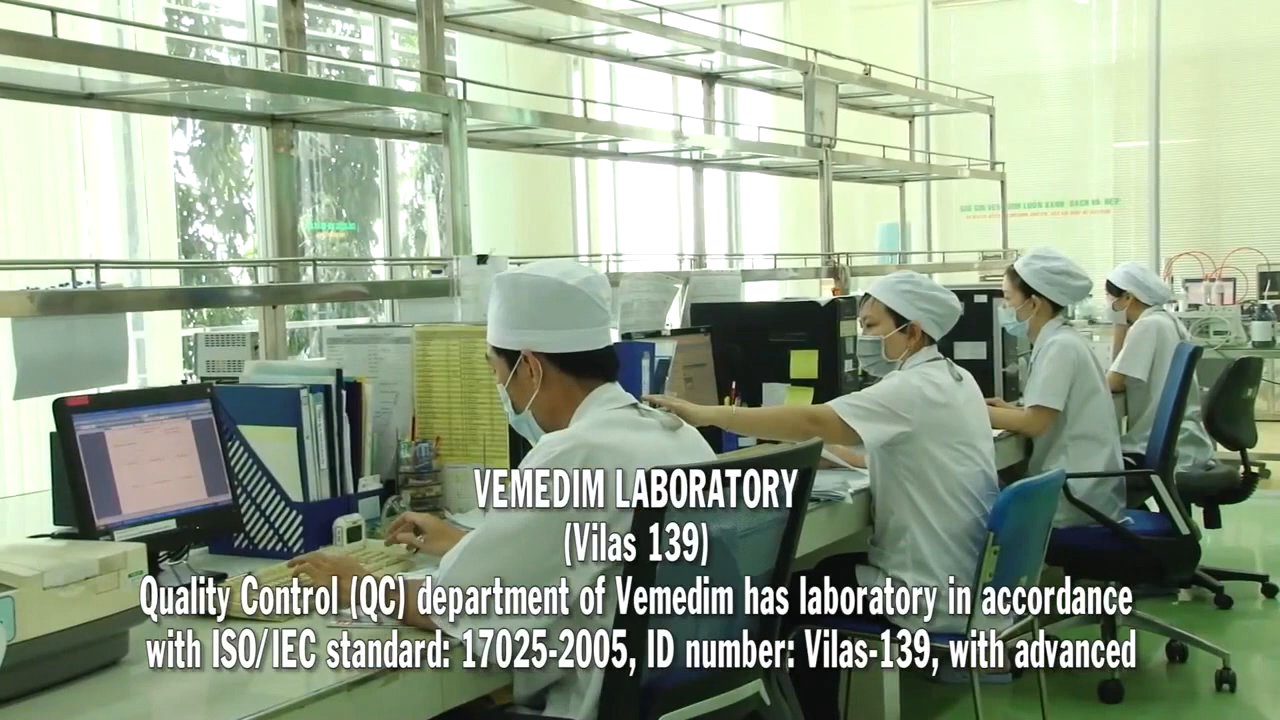 VEMEDIM LABORATORY
(Vilas 139)
Quality Control (QC) department of Vemedim has laboratory in accordance
with ISO/IEC standard: 17025-2005, ID number: Vilas-139, with advanced